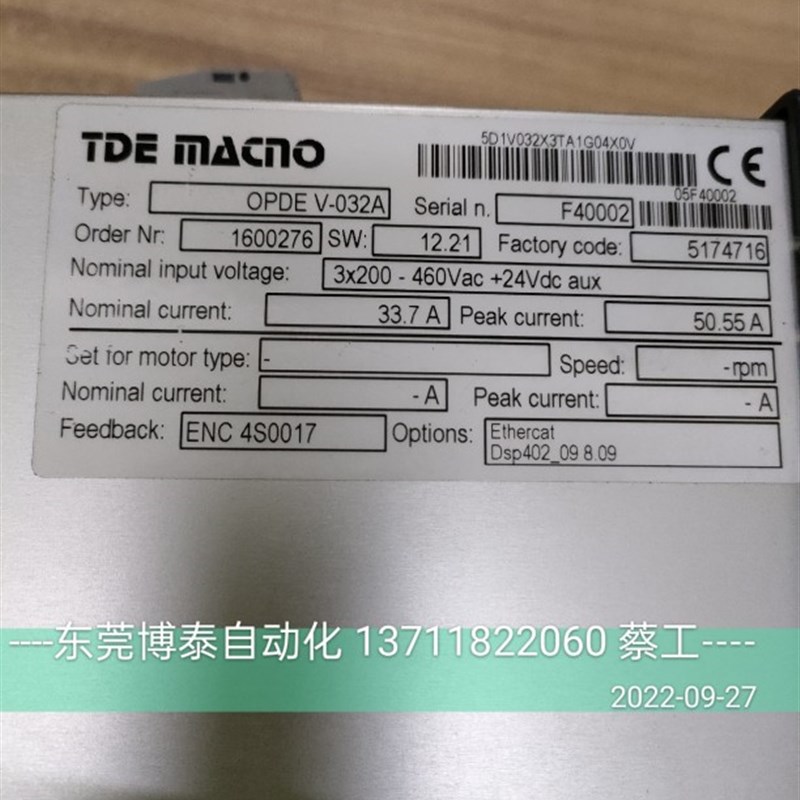 TDE MACNO
5D1V032X3TA1G04X0V
CE
05F40002
Type: OPDE V-032A Serial n. F40002
Order Nr: 1600276 SW: 12.21 Factory code: 5174716
Nominal input voltage: 3x200 - 460Vac +24Vdc aux
Nominal current: 33.7 A Peak current: 50.55 A
Set for motor type: - Speed: -rpm
Nominal current: - A Peak current: - A
Feedback: ENC 4S0017 Options: Ethercat
Dsp402_09 8.09
----东莞博泰自动化 13711822060 蔡工----
2022-09-27